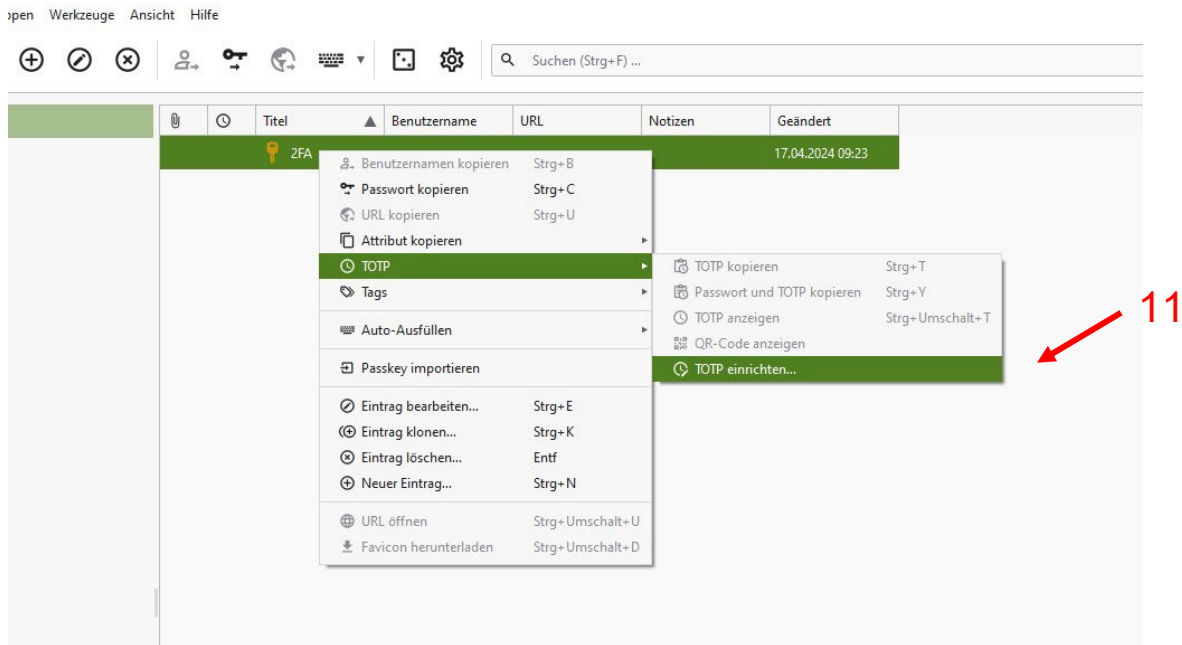 ppen Werkzeuge Ansicht Hilfe
Suchen (Strg+F) ...
Titel Benutzername URL Notizen Geändert
2FA 17.04.2024 09:23
Benutzernamen kopieren Strg+B
Passwort kopieren Strg+C
URL kopieren Strg+U
Attribut kopieren
TOTP
Tags
Auto-Ausfüllen
Passkey importieren
Eintrag bearbeiten... Strg+E
Eintrag klonen... Strg+K
Eintrag löschen... Entf
Neuer Eintrag... Strg+N
URL öffnen Strg+Umschalt+U
Favicon herunterladen Strg+Umschalt+D
TOTP kopieren Strg+T
Passwort und TOTP kopieren Strg+Y
TOTP anzeigen Strg+Umschalt+T
QR-Code anzeigen
TOTP einrichten...
11